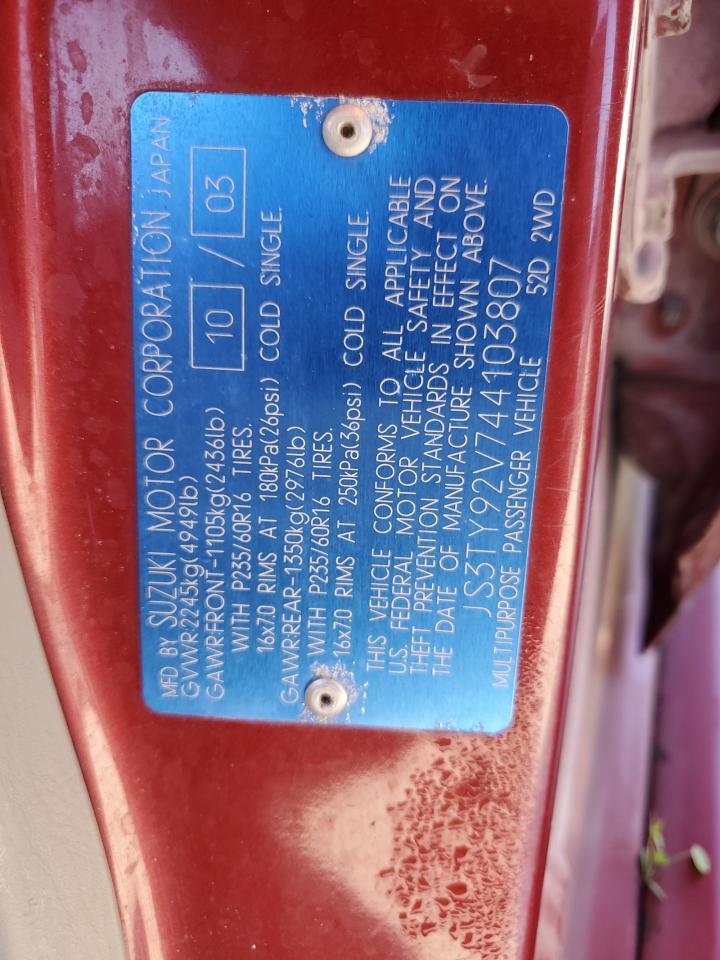 MFD BY SUZUKI MOTOR CORPORATION JAPAN
GVWR:2245kg(4949lb) 10 / 03
GAWR:FRONT-1105kg(2436lb)
WITH P235/60R16 TIRES.
16x7.0 RIMS AT 180kPa(26psi) COLD SINGLE.
GAWR:REAR-1350kg(2976lb)
WITH P235/60R16 TIRES.
16x7.0 RIMS AT 250kPa(36psi) COLD SINGLE.
THIS VEHICLE CONFORMS TO ALL APPLICABLE
U.S. FEDERAL MOTOR VEHICLE SAFETY AND
THEFT PREVENTION STANDARDS IN EFFECT ON
THE DATE OF MANUFACTURE SHOWN ABOVE.
JS3TY92V744103807
MULTIPURPOSE PASSENGER VEHICLE 52D 2WD